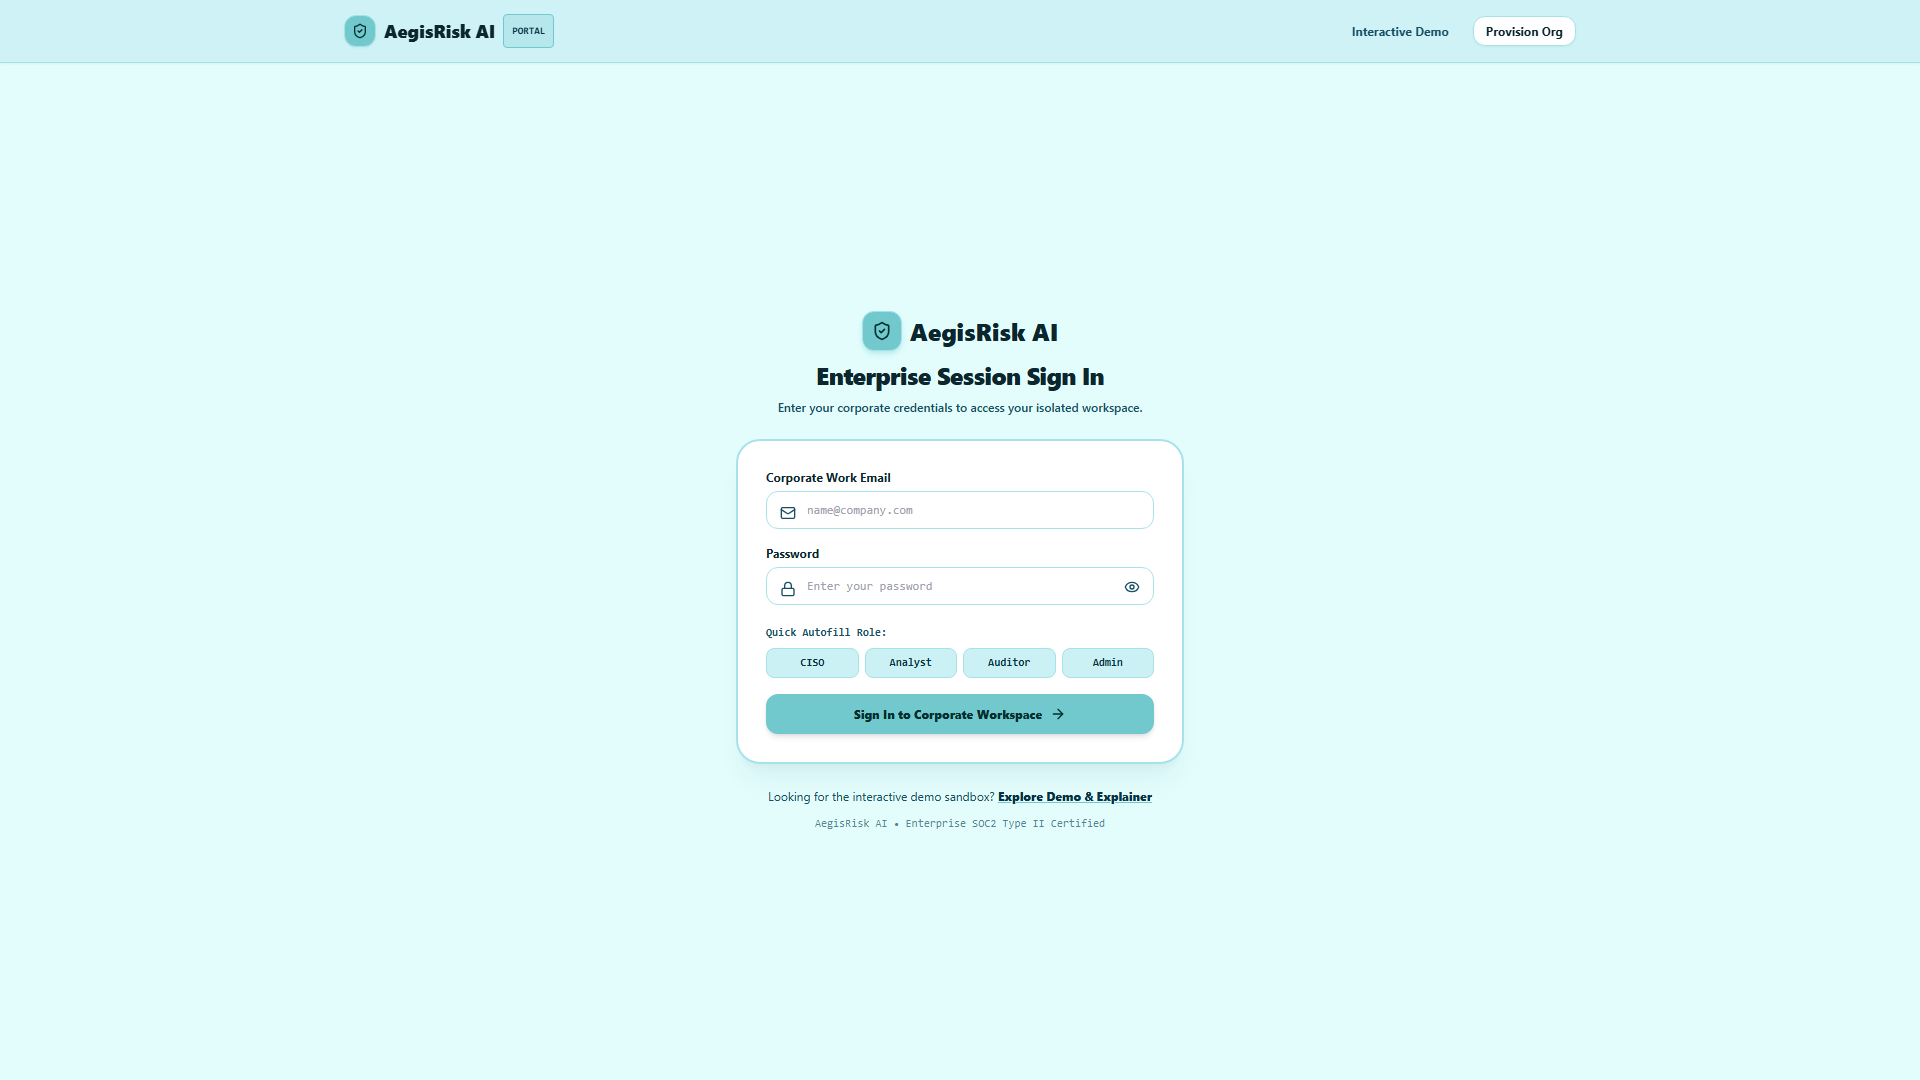 AegisRisk AI PORTAL Interactive Demo Provision Org
AegisRisk AI
Enterprise Session Sign In
Enter your corporate credentials to access your isolated workspace.
Corporate Work Email
name@company.com
Password
Enter your password
Quick Autofill Role:
CISO Analyst Auditor Admin
Sign In to Corporate Workspace →
Looking for the interactive demo sandbox? Explore Demo & Explainer
AegisRisk AI • Enterprise SOC2 Type II Certified